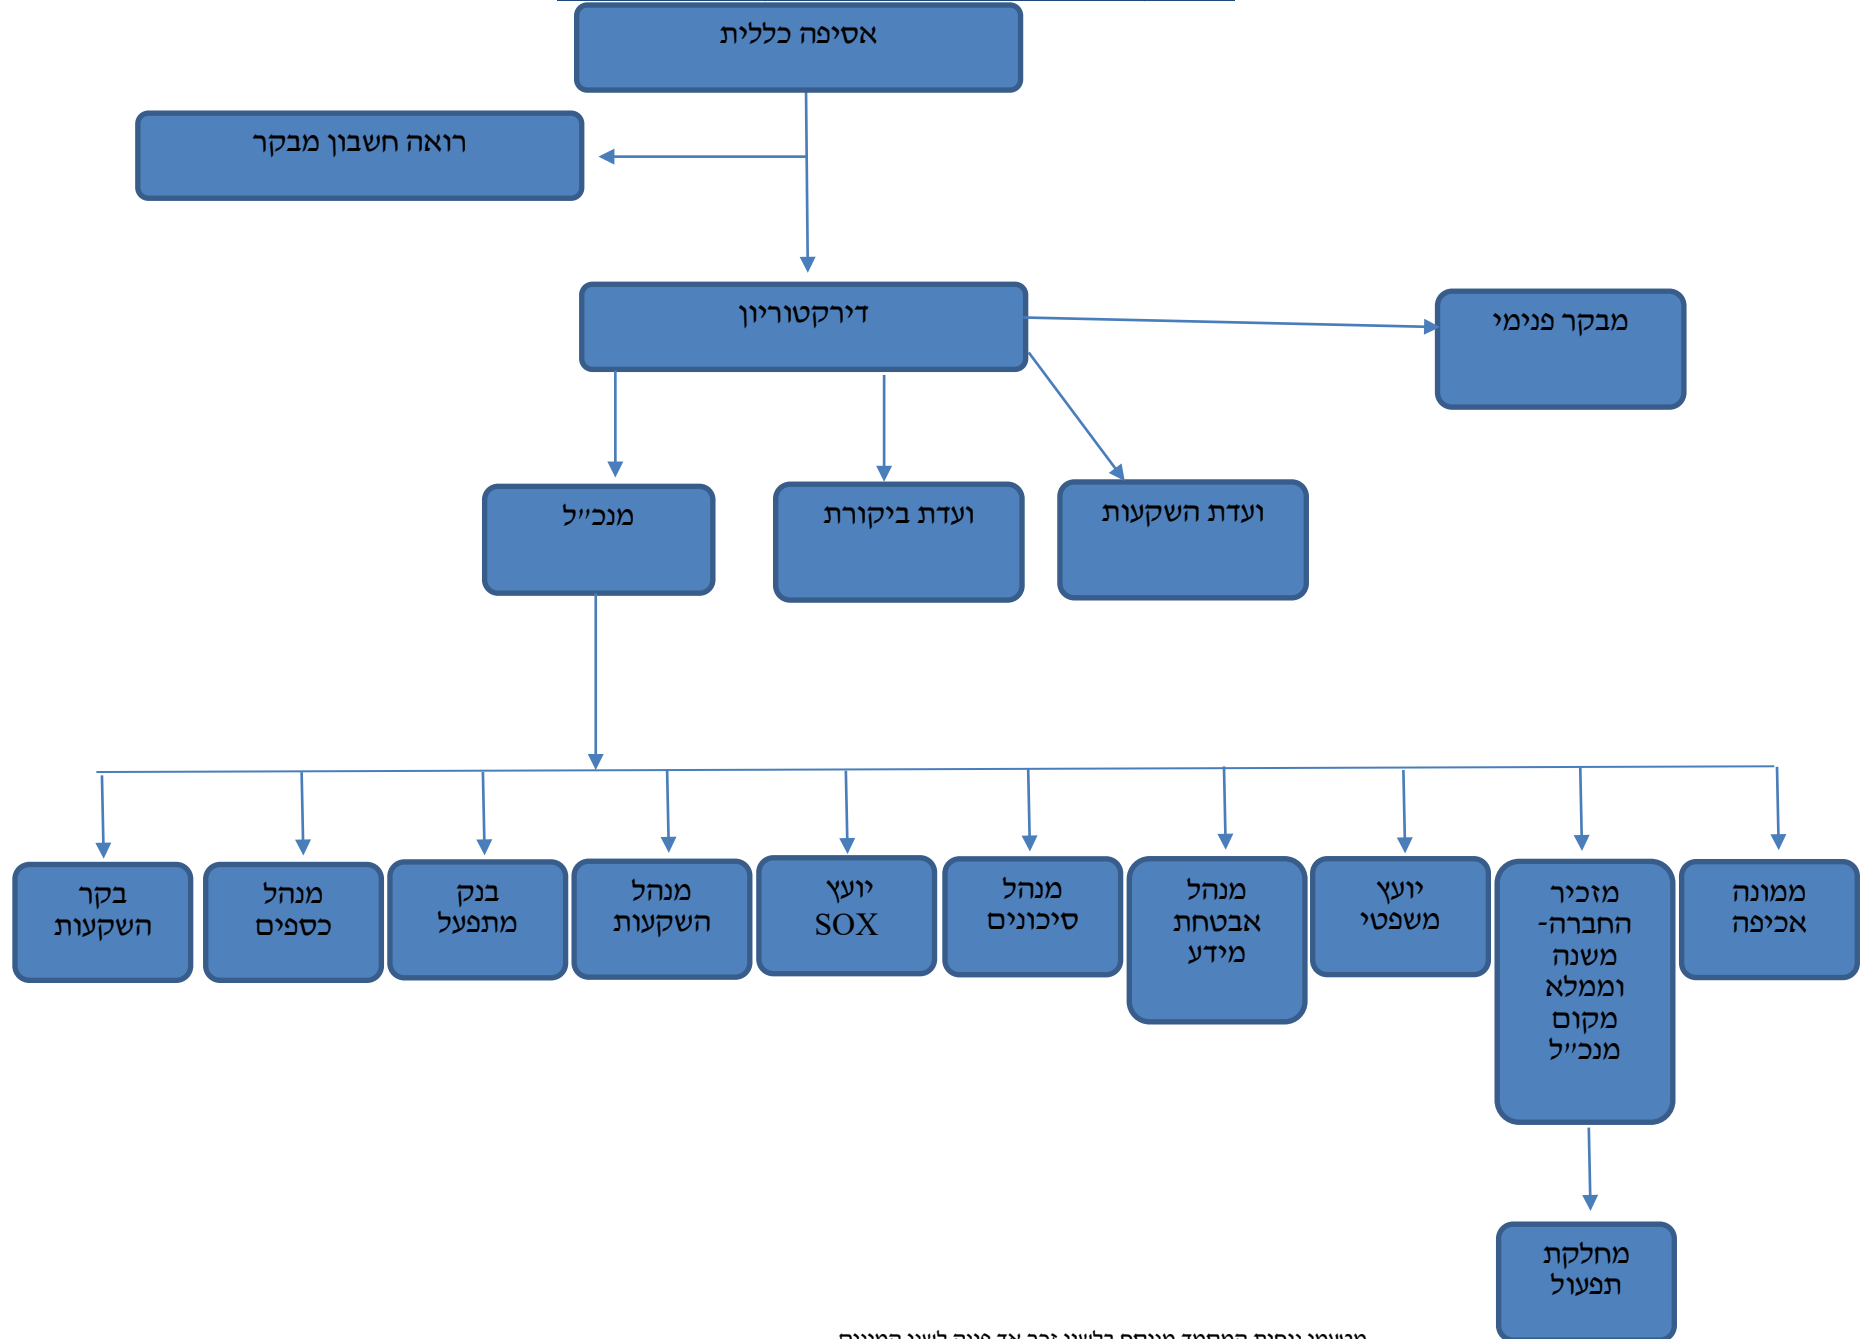 אסיפה כללית
רואה חשבון מבקר
דירקטוריון
מבקר פנימי
ועדת השקעות
ועדת ביקורת
מנכ״ל
ממונה
אכיפה
מזכיר
החברה-
משנה
וממלא
מקום
מנכ״ל
יועץ
משפטי
מנהל
אבטחת
מידע
מנהל
סיכונים
יועץ
SOX
מנהל
השקעות
בנק
מתפעל
מנהל
כספים
בקר
השקעות
מחלקת
תפעול